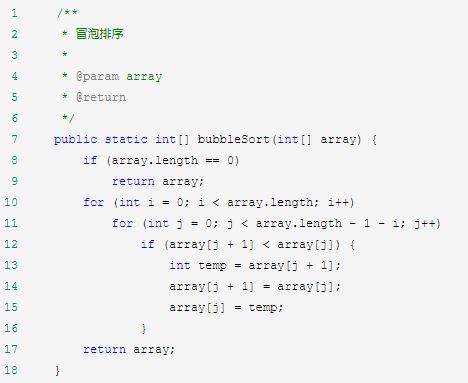 1 /**
2 * 冒泡排序
3 *
4 * @param array
5 * @return
6 */
7 public static int[] bubbleSort(int[] array) {
8 if (array.length == 0)
9 return array;
10 for (int i = 0; i < array.length; i++)
11 for (int j = 0; j < array.length - 1 - i; j++)
12 if (array[j + 1] < array[j]) {
13 int temp = array[j + 1];
14 array[j + 1] = array[j];
15 array[j] = temp;
16 }
17 return array;
18 }